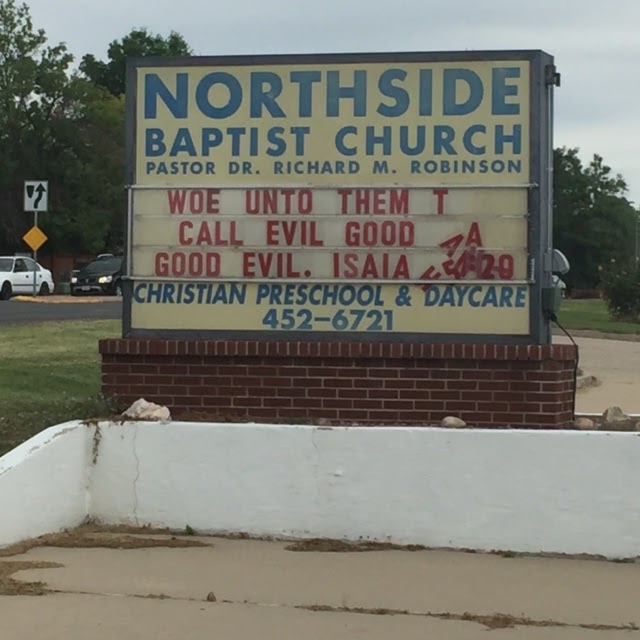 NORTHSIDE
BAPTIST CHURCH
PASTOR DR. RICHARD M. ROBINSON
WOE UNTO THEM T
CALL EVIL GOOD A
GOOD EVIL. ISAIA
CHRISTIAN PRESCHOOL & DAYCARE
452-6721